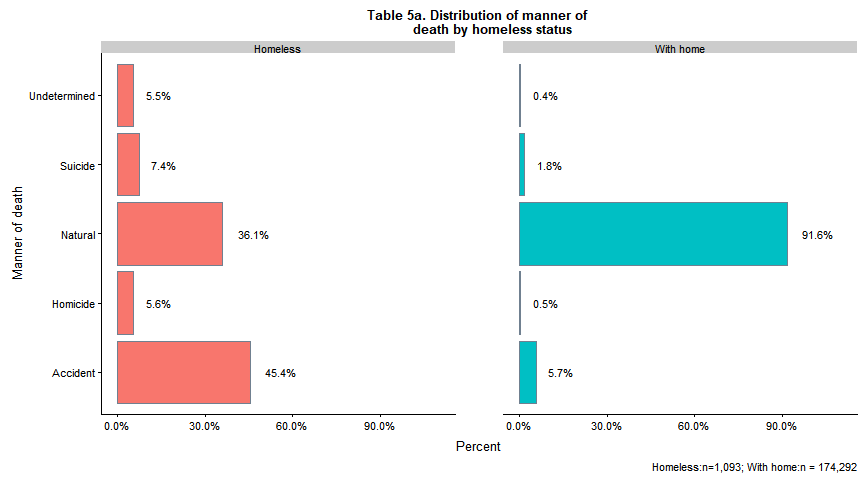 Table 5a. Distribution of manner of
death by homeless status
Homeless
With home
Undetermined
5.5%
0.4%
Suicide
7.4%
1.8%
Natural
36.1%
91.6%
Homicide
5.6%
0.5%
Accident
45.4%
5.7%
Manner of death
0.0% 30.0% 60.0% 90.0%
0.0% 30.0% 60.0% 90.0%
Percent
Homeless:n=1,093; With home:n = 174,292